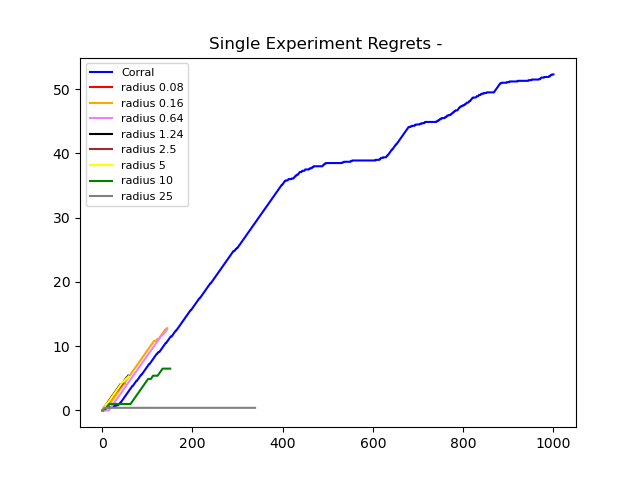 Single Experiment Regrets -
Corral
radius 0.08
radius 0.16
radius 0.64
radius 1.24
radius 2.5
radius 5
radius 10
radius 25
50
40
30
20
10
0
0 200 400 600 800 1000